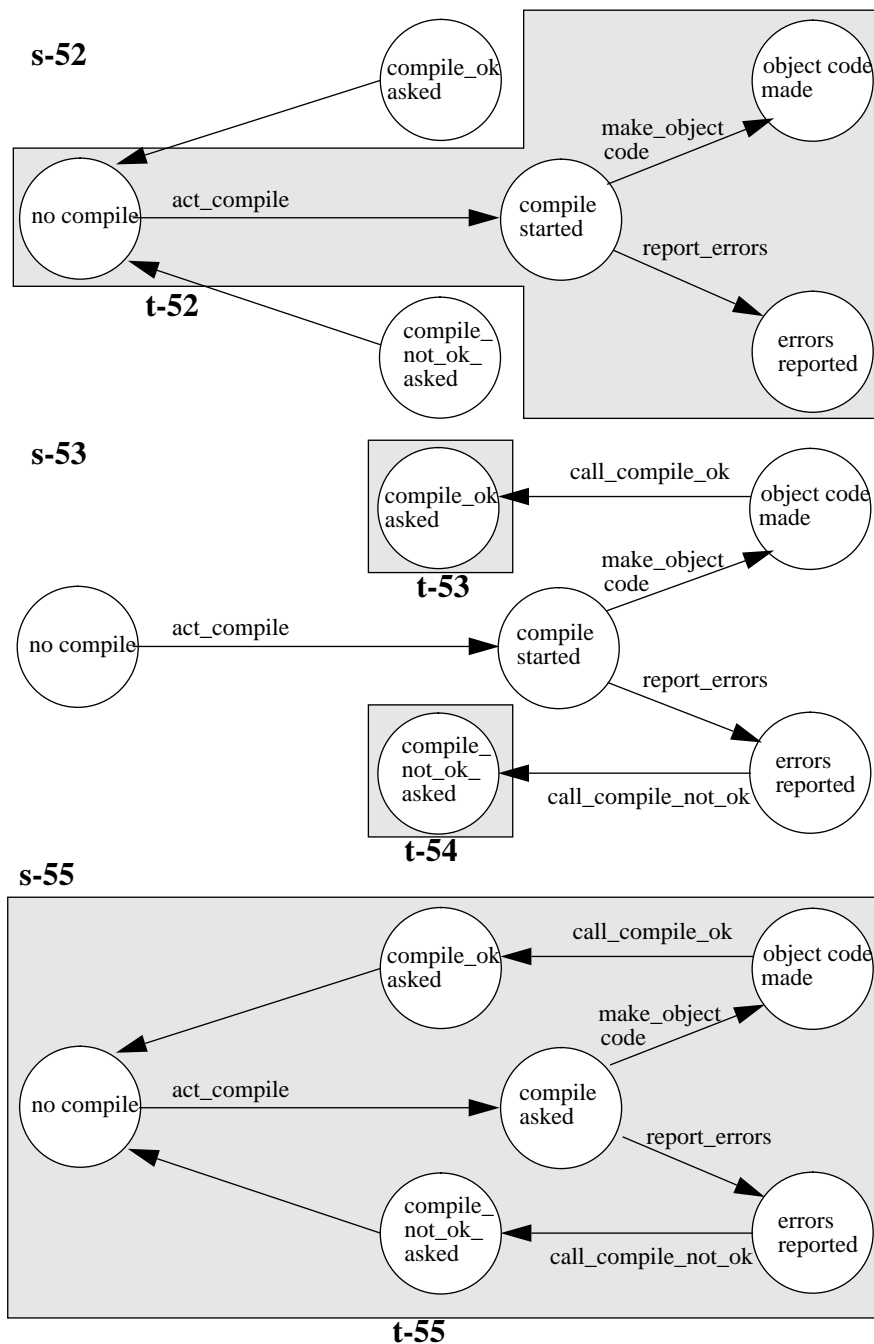 s-52
compile_ok
asked
object code
made
make_object
code
no compile
act_compile
compile
started
report_errors
t-52
compile_
not_ok_
asked
errors
reported
s-53
compile_ok
asked
call_compile_ok
object code
made
t-53
make_object
code
no compile
act_compile
compile
started
report_errors
compile_
not_ok_
asked
call_compile_not_ok
errors
reported
t-54
s-55
compile_ok
asked
call_compile_ok
object code
made
make_object
code
no compile
act_compile
compile
asked
report_errors
compile_
not_ok_
asked
call_compile_not_ok
errors
reported
t-55